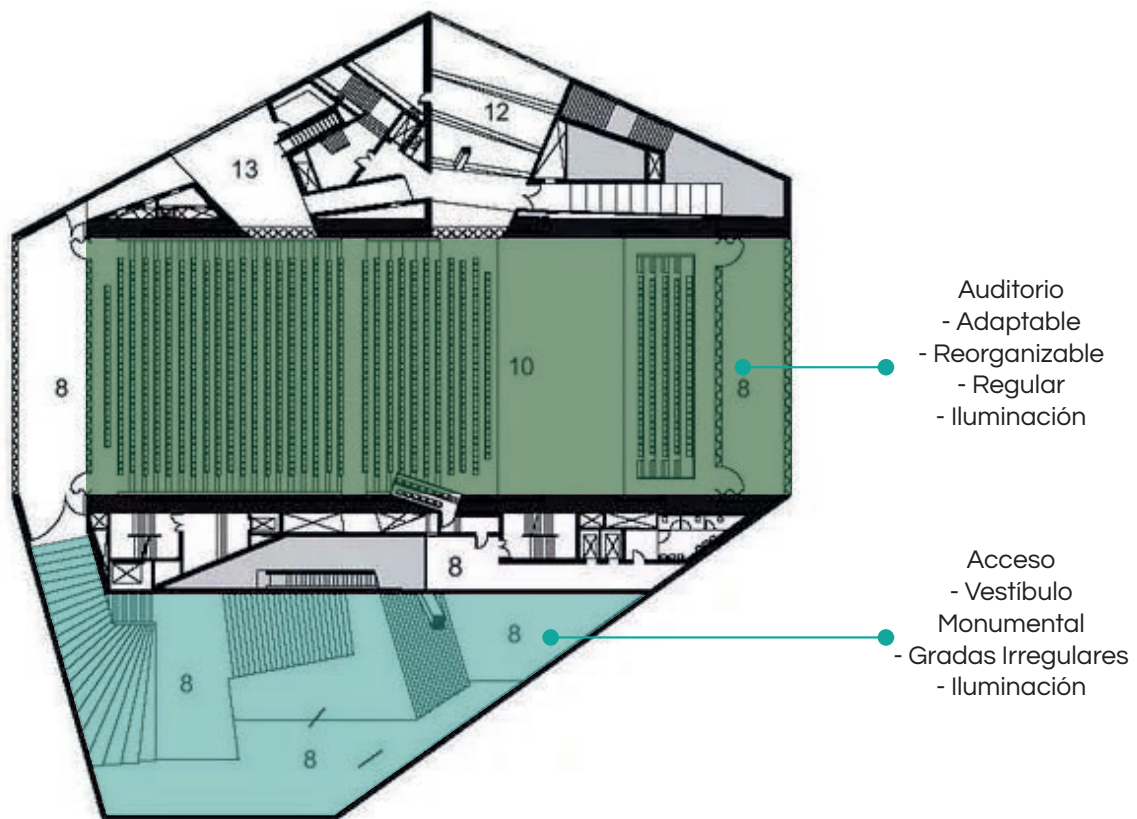 12
13
8
10
8
8
8
8
8
Auditorio
- Adaptable
- Reorganizable
- Regular
- Iluminación
Acceso
- Vestíbulo
Monumental
- Gradas Irregulares
- Iluminación